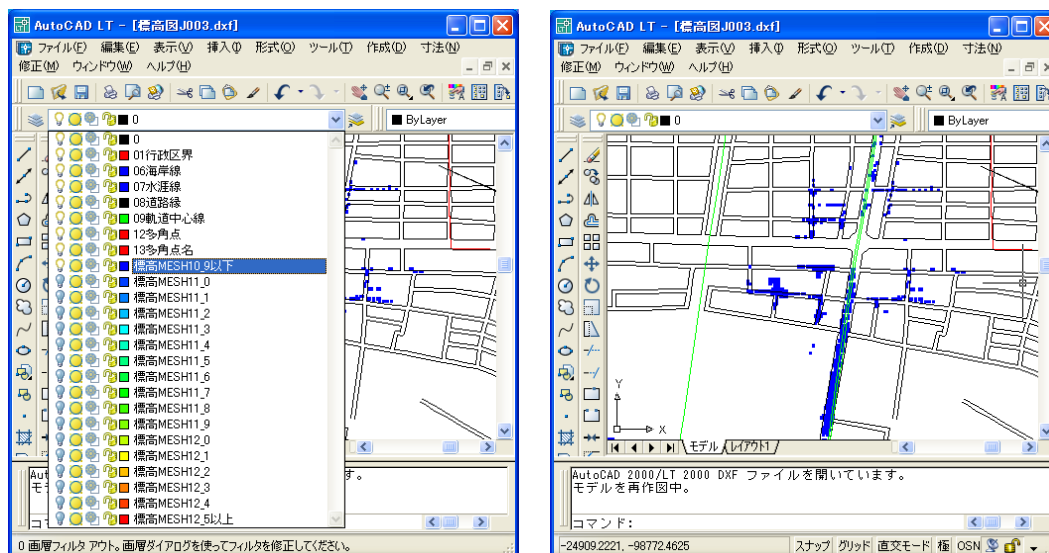 AutoCAD LT - [標高図J003.dxf]
ファイル(F) 編集(E) 表示(V) 挿入(I) 形式(O) ツール(T) 作成(D) 寸法(N)
修正(M) ウィンドウ(W) ヘルプ(H)
0
ByLayer
0
01行政区界
06海岸線
07水涯線
08道路縁
09軌道中心線
12多角点
13多角点名
標高MESH10_9以下
標高MESH11_0
標高MESH11_1
標高MESH11_2
標高MESH11_3
標高MESH11_4
標高MESH11_5
標高MESH11_6
標高MESH11_7
標高MESH11_8
標高MESH11_9
標高MESH12_0
標高MESH12_1
標高MESH12_2
標高MESH12_3
標高MESH12_4
標高MESH12_5以上
Aut
す。
モデ
コマ
0 画層フィルタ アウト。画層ダイアログを使ってフィルタを修正してください。
AutoCAD LT - [標高図J003.dxf]
ファイル(F) 編集(E) 表示(V) 挿入(I) 形式(O) ツール(T) 作成(D) 寸法(N)
修正(M) ウィンドウ(W) ヘルプ(H)
0
ByLayer
Y
X
モデル レイアウト1
AutoCAD 2000/LT 2000 DXF ファイルを開いています。
モデルを再作図中。
コマンド:
-24909.2221, -98772.4625 スナップ グリッド 直交モード 極 OSN